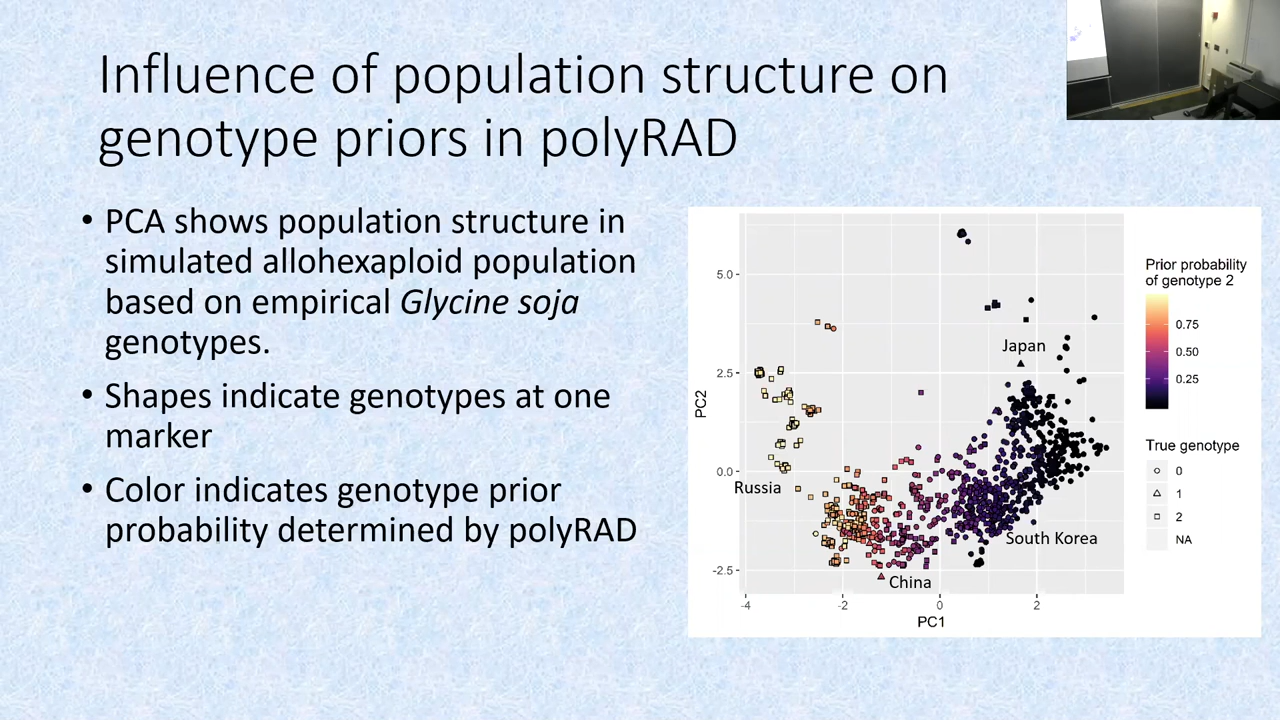 Influence of population structure on
genotype priors in polyRAD
• PCA shows population structure in
simulated allohexaploid population
based on empirical Glycine soja
genotypes.
• Shapes indicate genotypes at one
marker
• Color indicates genotype prior
probability determined by polyRAD
PC2
5.0
2.5
0.0
-2.5
-4
-2
0
2
PC1
Japan
Russia
South Korea
China
Prior probability
of genotype 2
0.75
0.50
0.25
True genotype
0
1
2
NA